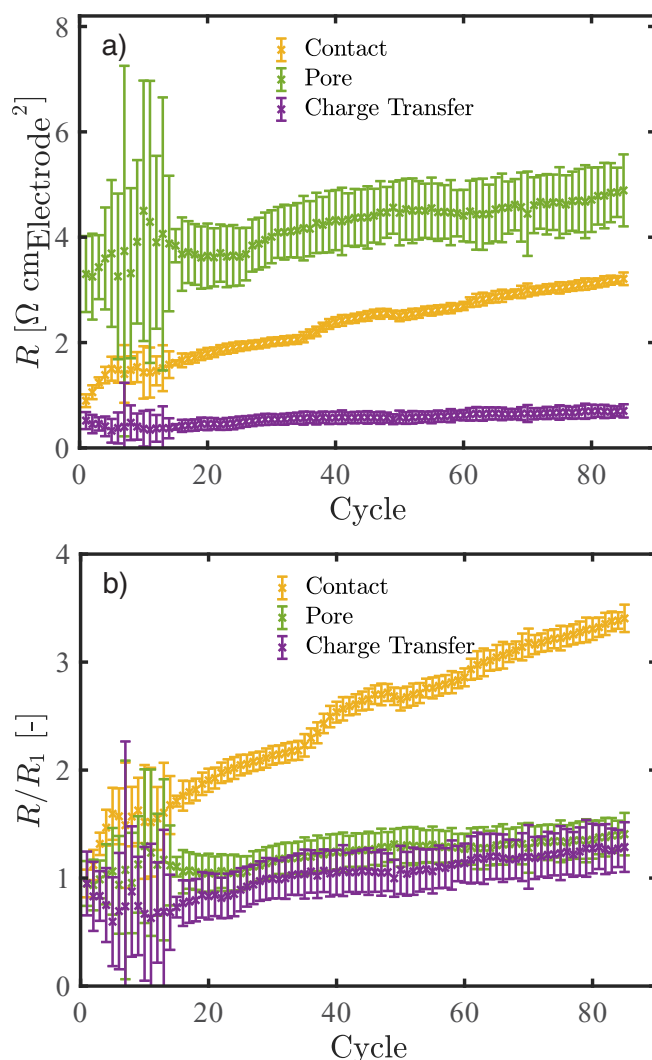 a)
Contact
Pore
Charge Transfer
R [Ω cmElectrode²]
8
6
4
2
0
0 20 40 60 80
Cycle
b)
Contact
Pore
Charge Transfer
R/R₁ [-]
4
3
2
1
0
0 20 40 60 80
Cycle